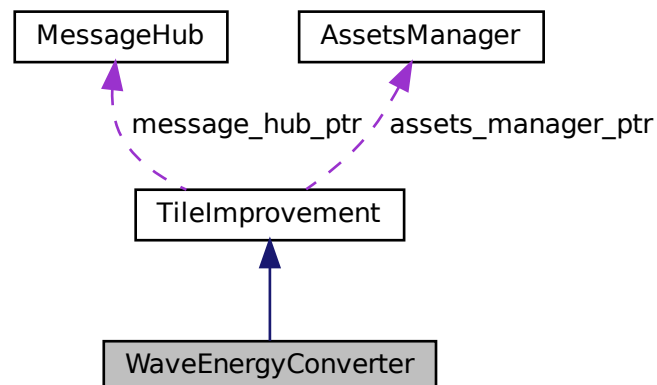 MessageHub
AssetsManager
message_hub_ptr
assets_manager_ptr
TileImprovement
WaveEnergyConverter